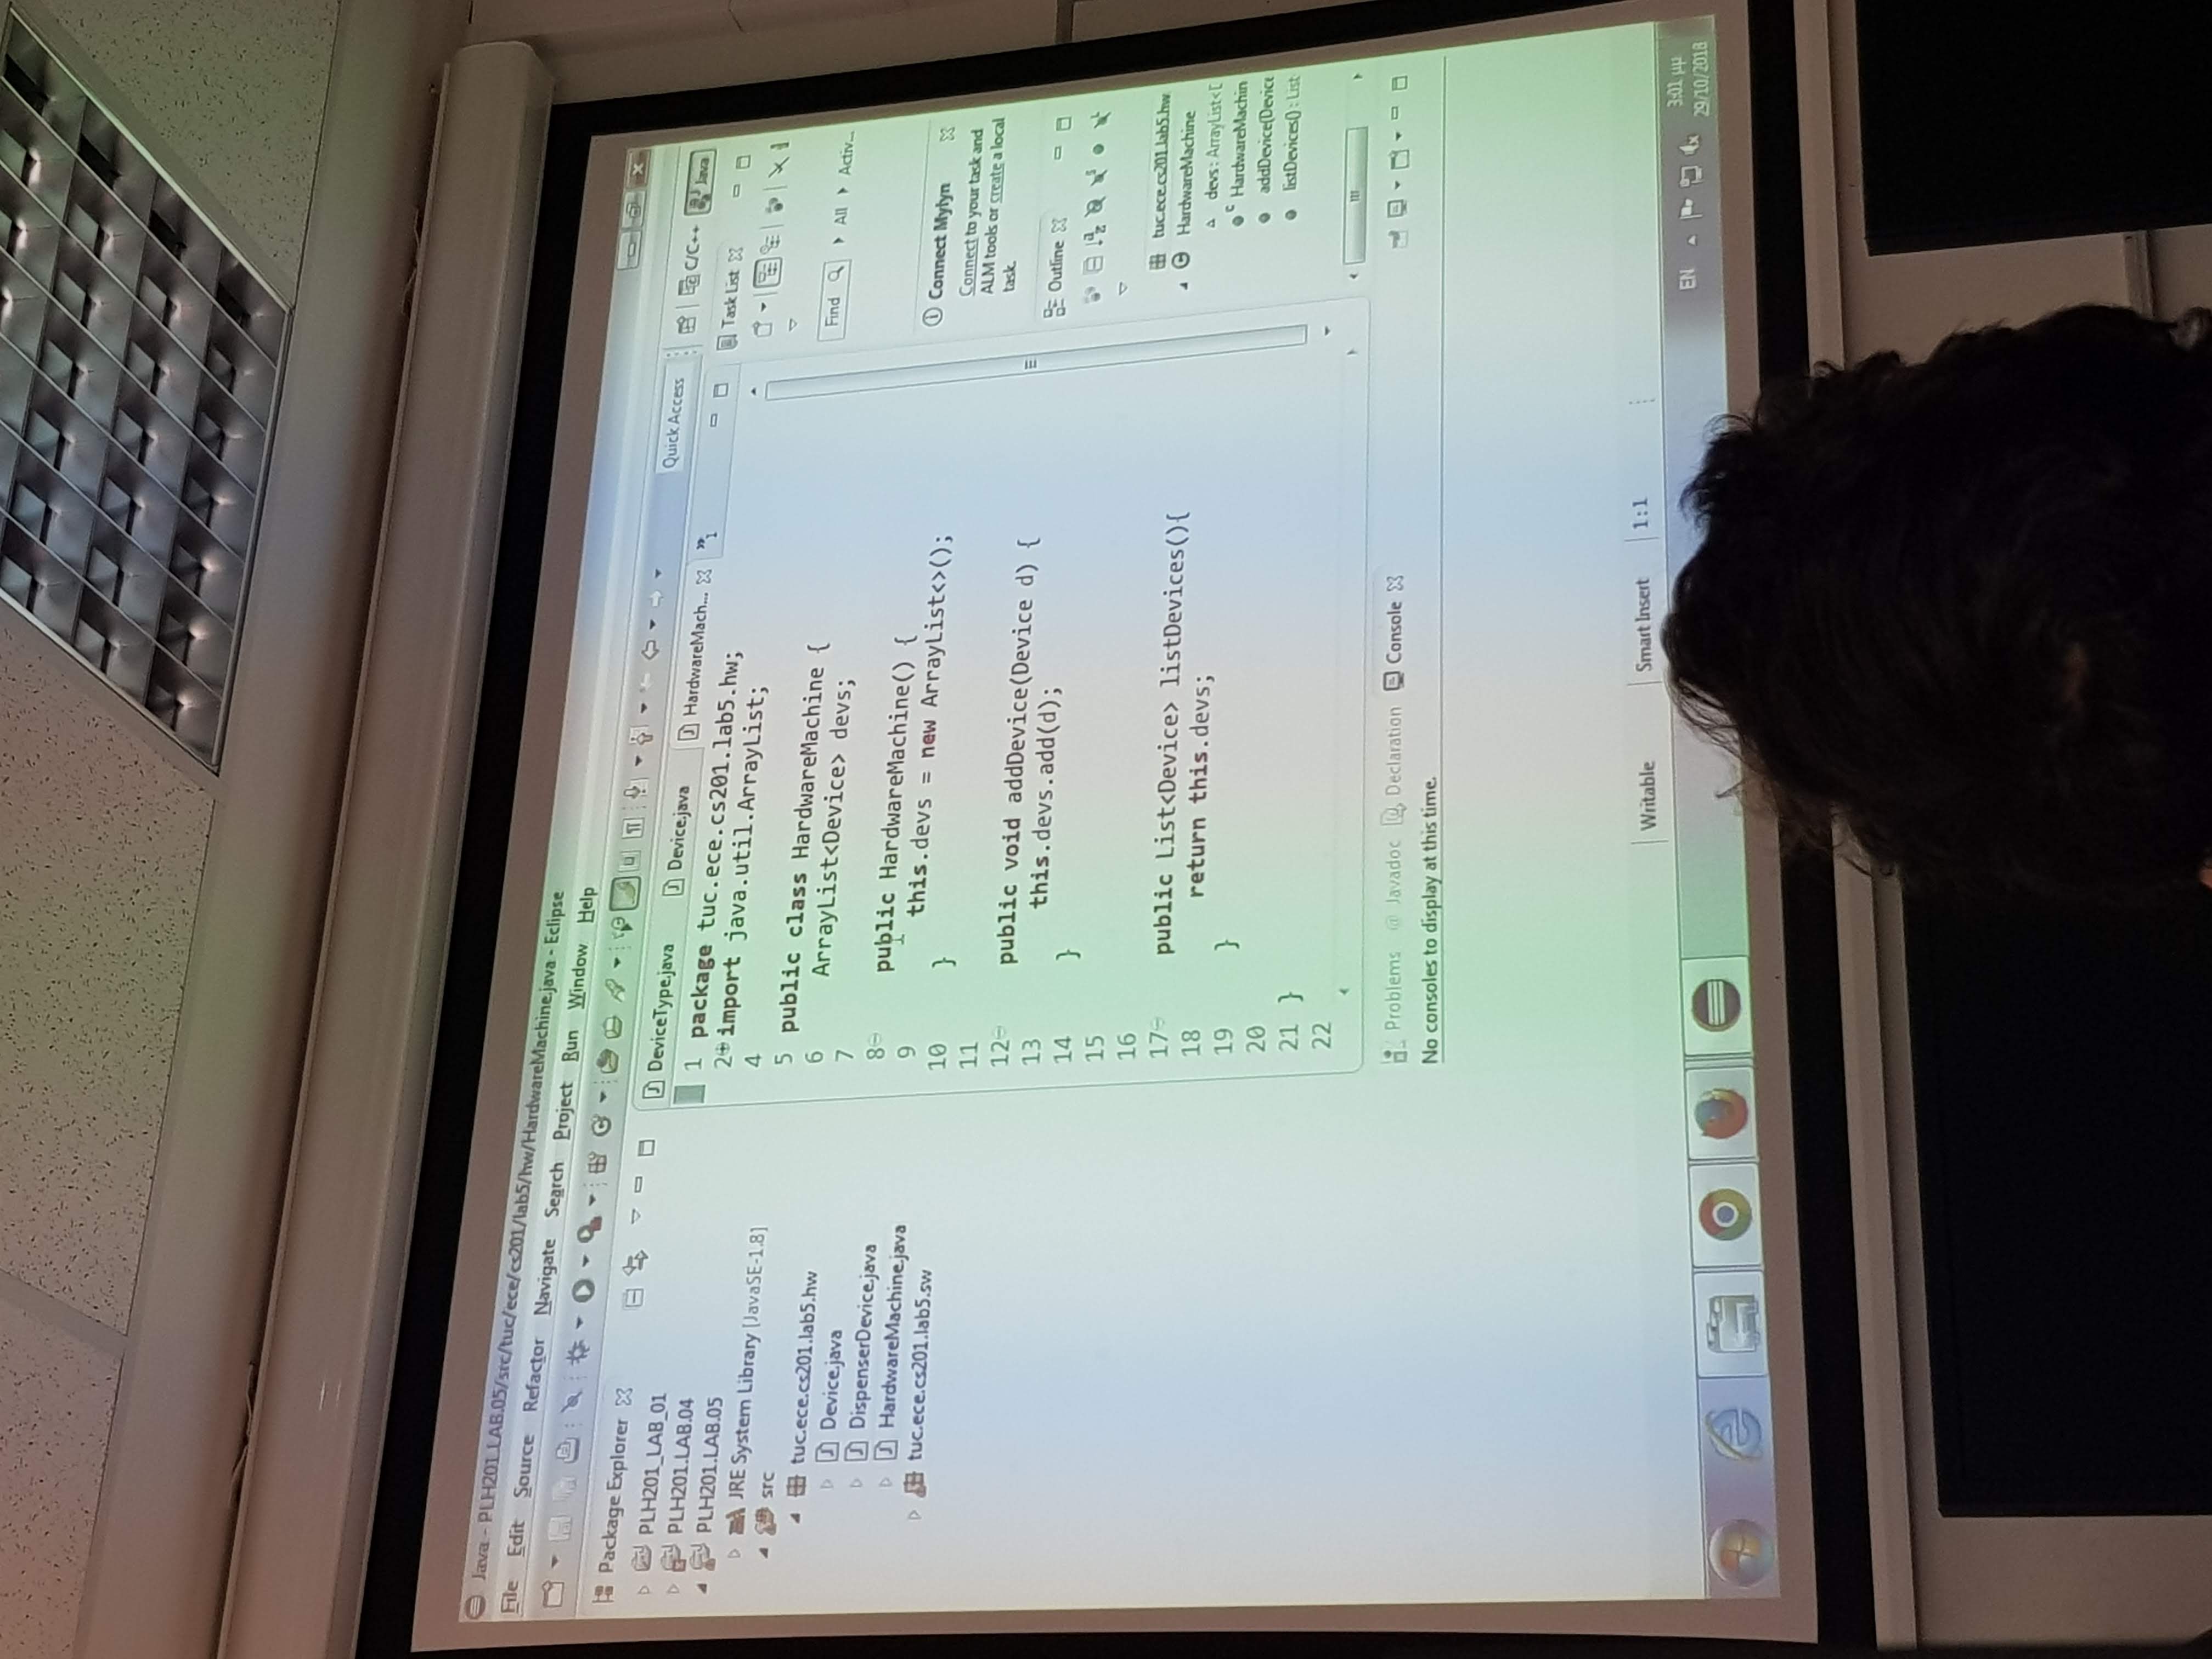 Java - PLH201.LAB.05/src/tuc/ece/cs201/lab5/hw/HardwareMachine.java - Eclipse
File Edit Source Refactor Navigate Search Project Run Window Help
Quick Access
C/C++
Java
Package Explorer
PLH201_LAB_01
PLH201.LAB.04
PLH201.LAB.05
JRE System Library [JavaSE-1.8]
src
tuc.ece.cs201.lab5.hw
Device.java
DispenserDevice.java
HardwareMachine.java
tuc.ece.cs201.lab5.sw
DeviceType.java
Device.java
HardwareMach...
»1
1 package tuc.ece.cs201.lab5.hw;
2 import java.util.ArrayList;
4
5 public class HardwareMachine {
6 ArrayList<Device> devs;
7
8 public HardwareMachine() {
9 this.devs = new ArrayList<>();
10 }
11
12 public void addDevice(Device d) {
13 this.devs.add(d);
14 }
15
16
17 public List<Device> listDevices(){
18 return this.devs;
19 }
20
21 }
22
Task List
Find
All
Activ...
Connect Mylyn
Connect to your task and
ALM tools or create a local
task.
Outline
tuc.ece.cs201.lab5.hw
HardwareMachine
devs : ArrayList<D
HardwareMachin
addDevice(Device
listDevices() : List
Problems @ Javadoc Declaration Console
No consoles to display at this time.
Writable
Smart Insert
1 : 1
EN
3:01 μμ
29/10/2018